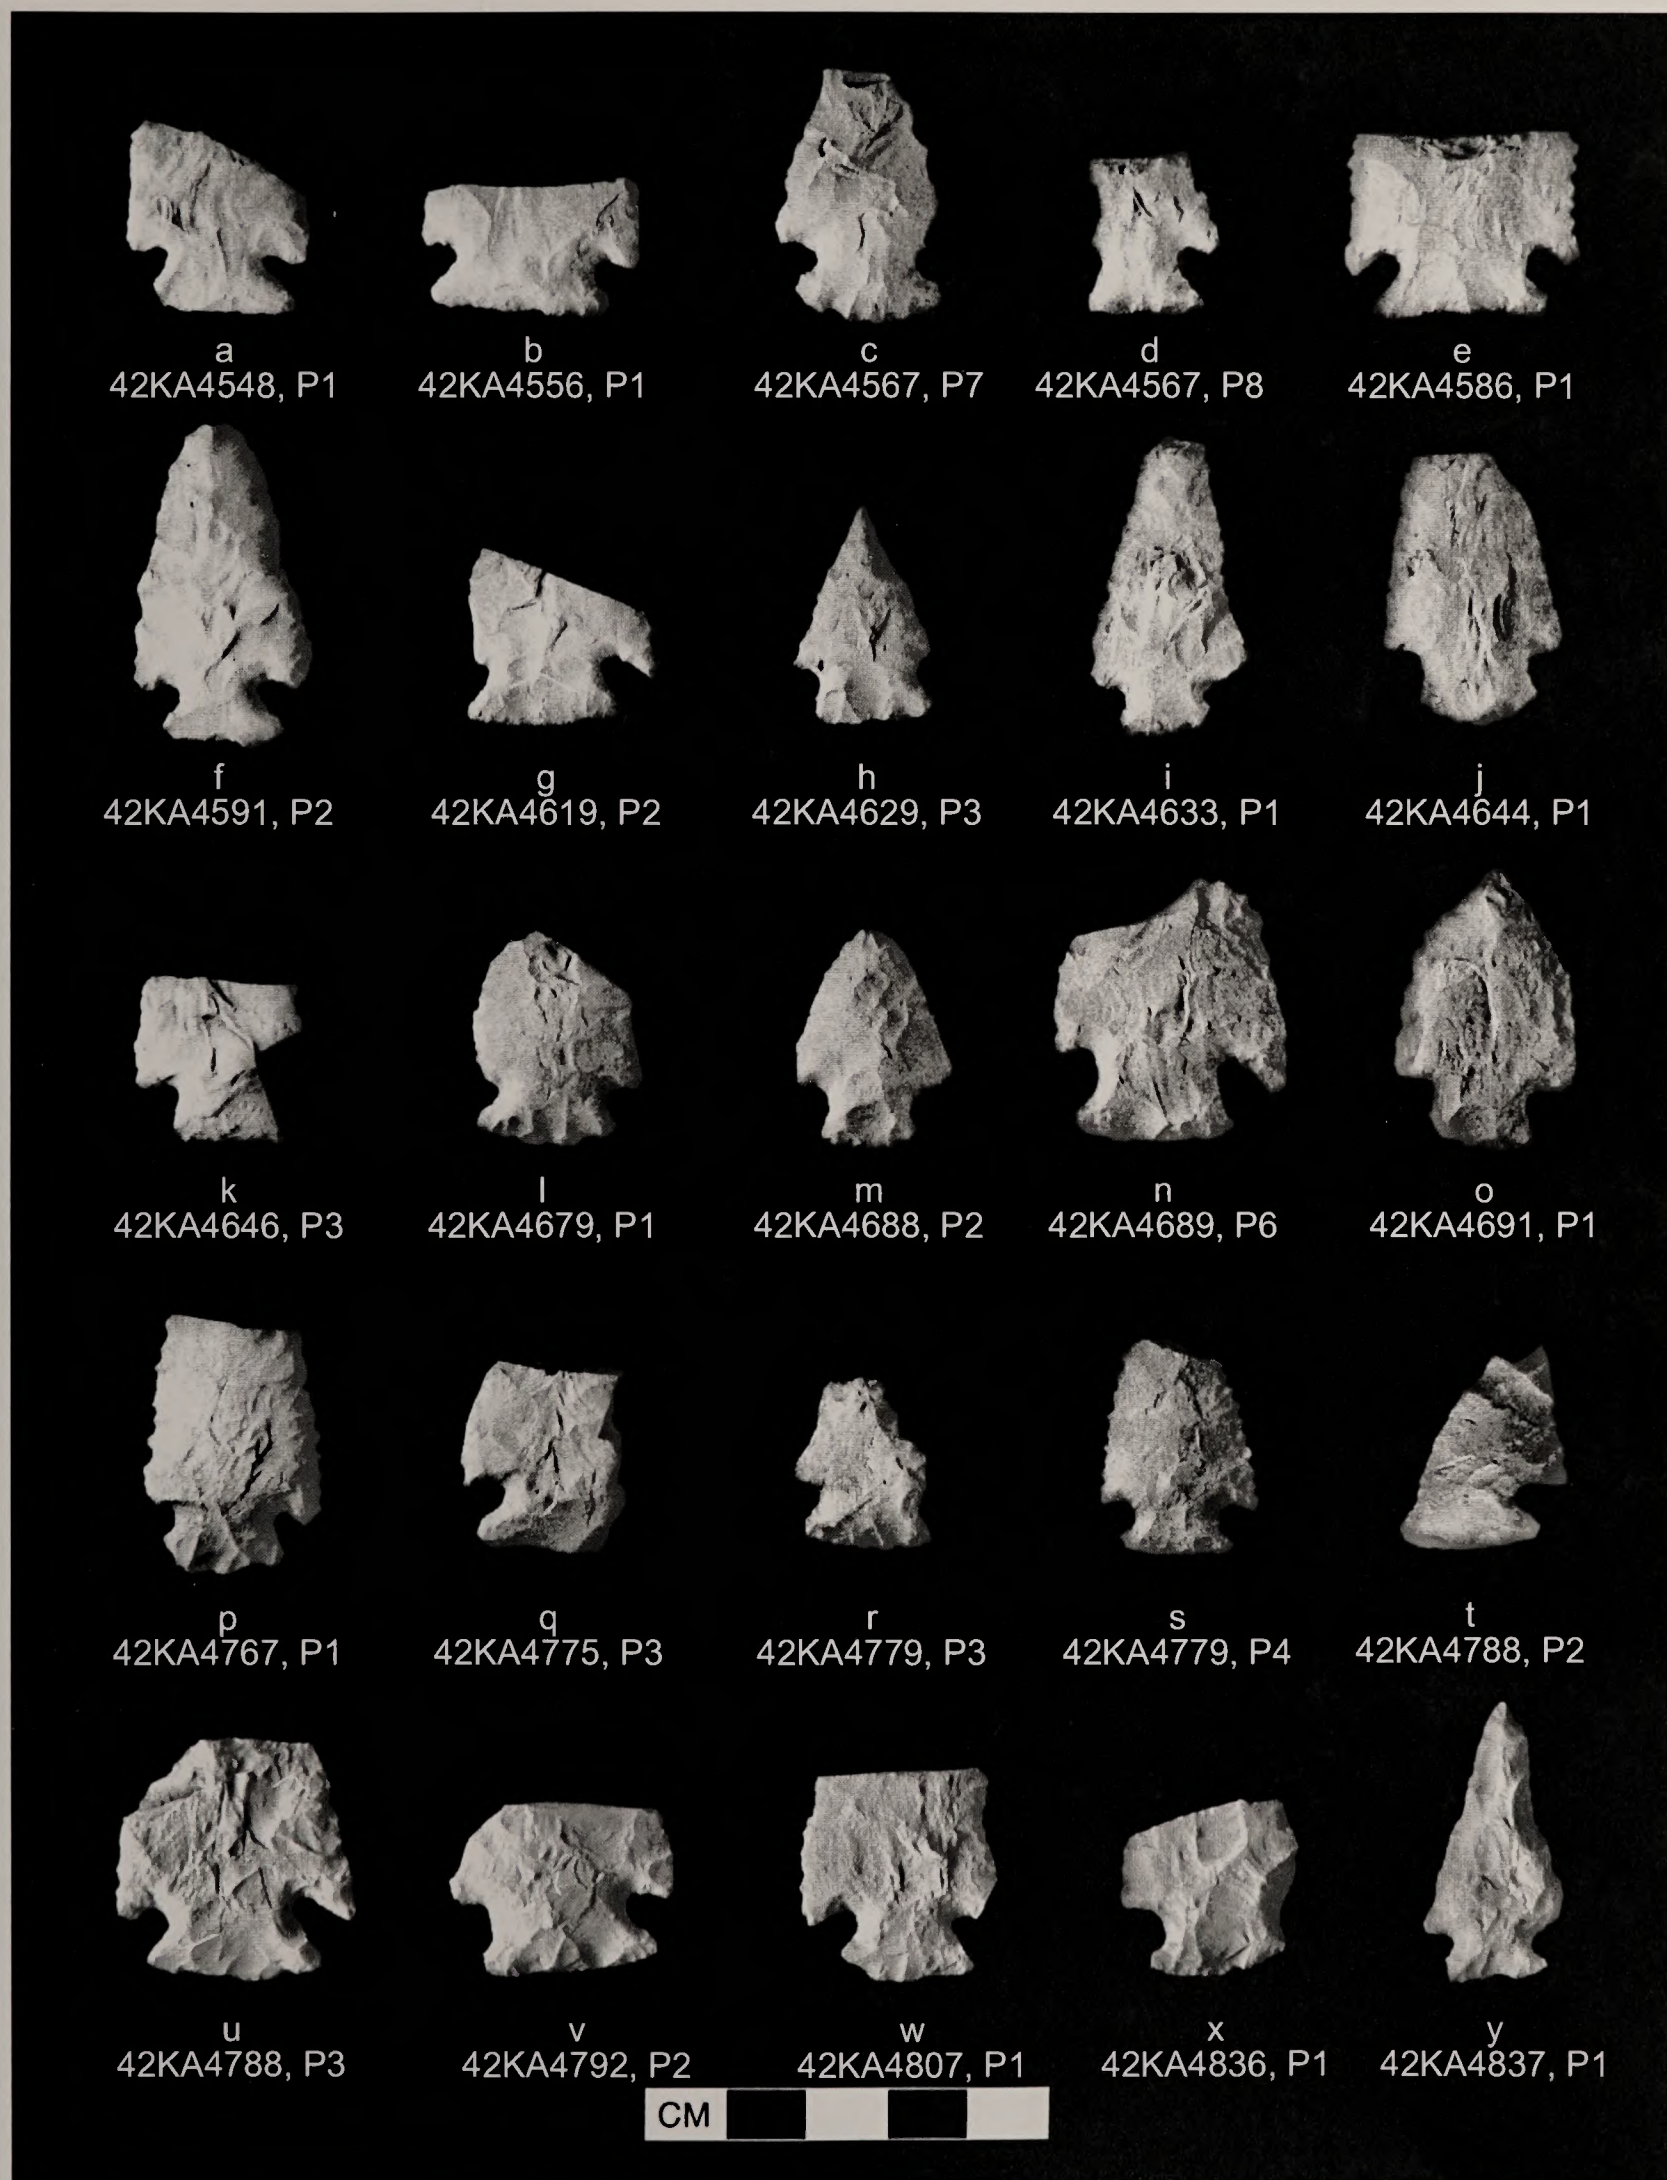 a
42KA4548, P1
b
42KA4556, P1
c
42KA4567, P7
d
42KA4567, P8
e
42KA4586, P1
f
42KA4591, P2
g
42KA4619, P2
h
42KA4629, P3
i
42KA4633, P1
j
42KA4644, P1
k
42KA4646, P3
l
42KA4679, P1
m
42KA4688, P2
n
42KA4689, P6
o
42KA4691, P1
p
42KA4767, P1
q
42KA4775, P3
r
42KA4779, P3
s
42KA4779, P4
t
42KA4788, P2
u
42KA4788, P3
v
42KA4792, P2
w
42KA4807, P1
x
42KA4836, P1
y
42KA4837, P1
CM